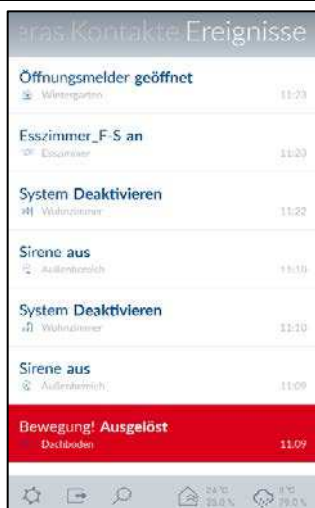 aras Kontakte Ereignisse
Öffnungsmelder geöffnet
Wintergarten 11:23
Esszimmer_F-S an
Esszimmer 11:20
System Deaktivieren
Wohnzimmer 11:22
Sirene aus
Außenbereich 11:10
System Deaktivieren
Wohnzimmer 11:10
Sirene aus
Außenbereich 11:09
Bewegung! Ausgelöst
Dachboden 11.09